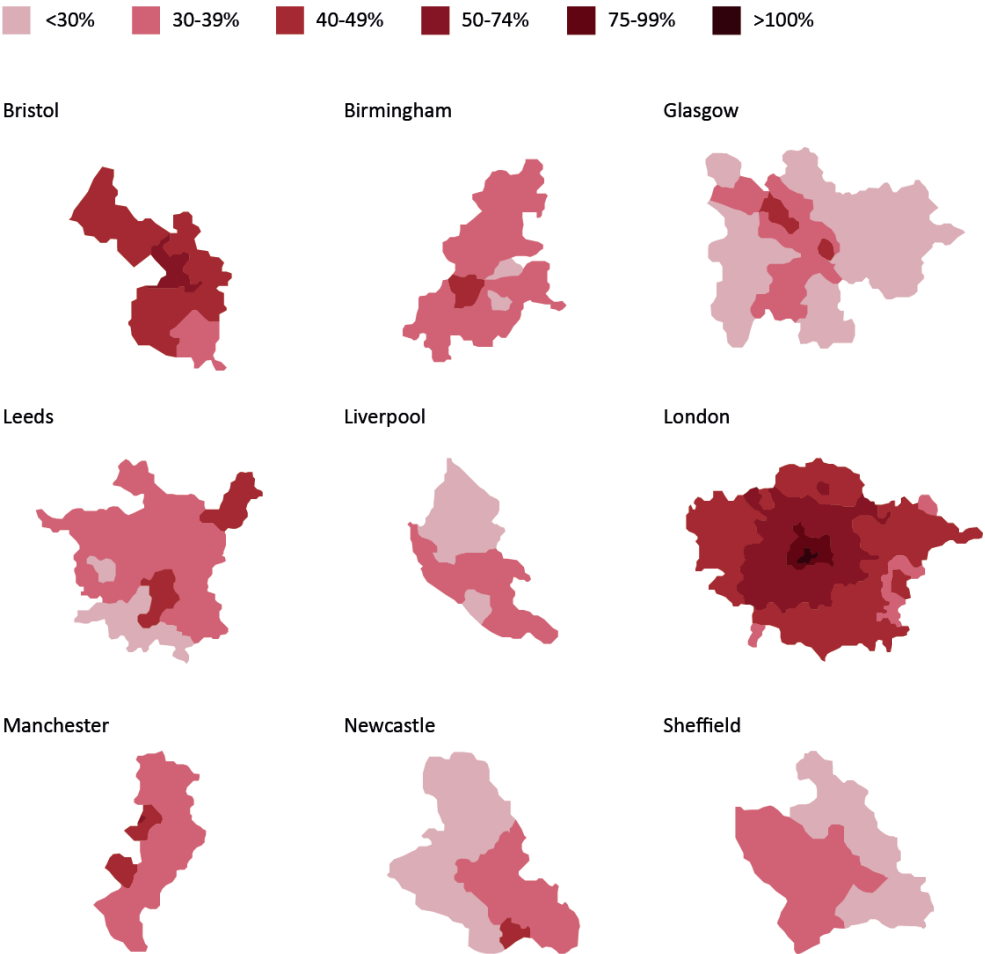 <30% 30-39% 40-49% 50-74% 75-99% >100%
Bristol Birmingham Glasgow
Leeds Liverpool London
Manchester Newcastle Sheffield